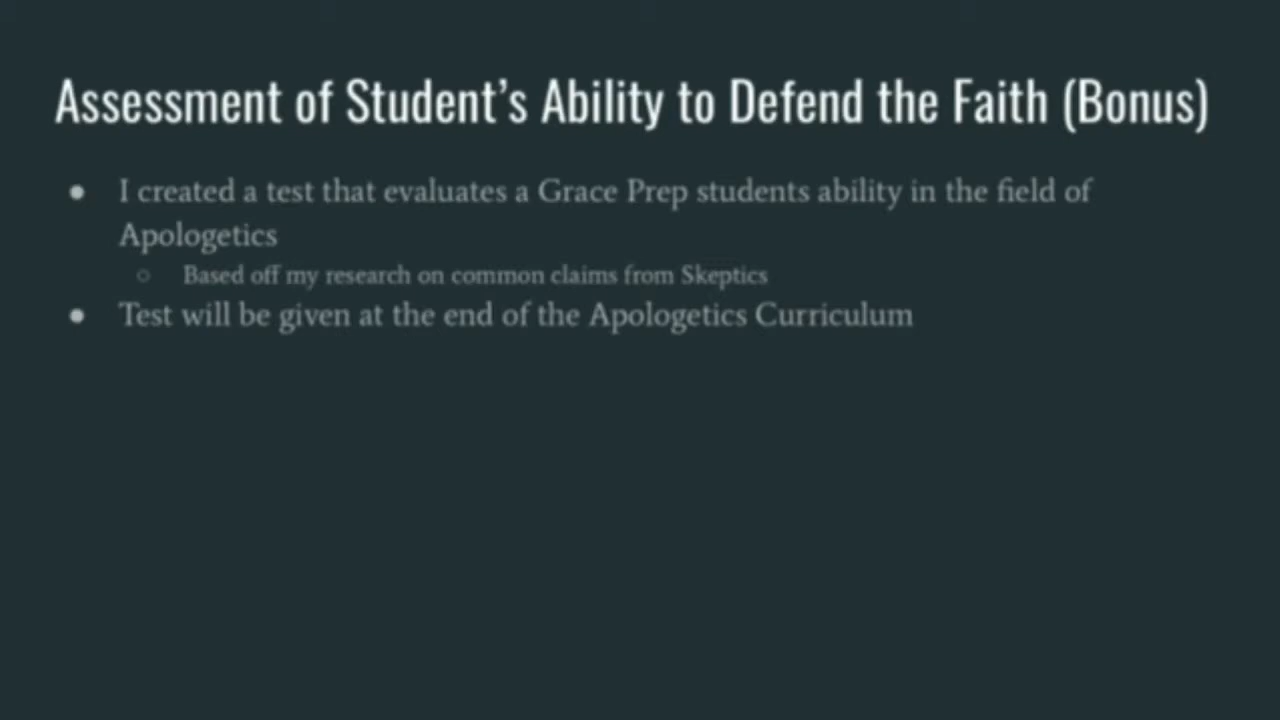 Assessment of Student’s Ability to Defend the Faith (Bonus)
● I created a test that evaluates a Grace Prep students ability in the field of
Apologetics
○ Based off my research on common claims from Skeptics
● Test will be given at the end of the Apologetics Curriculum